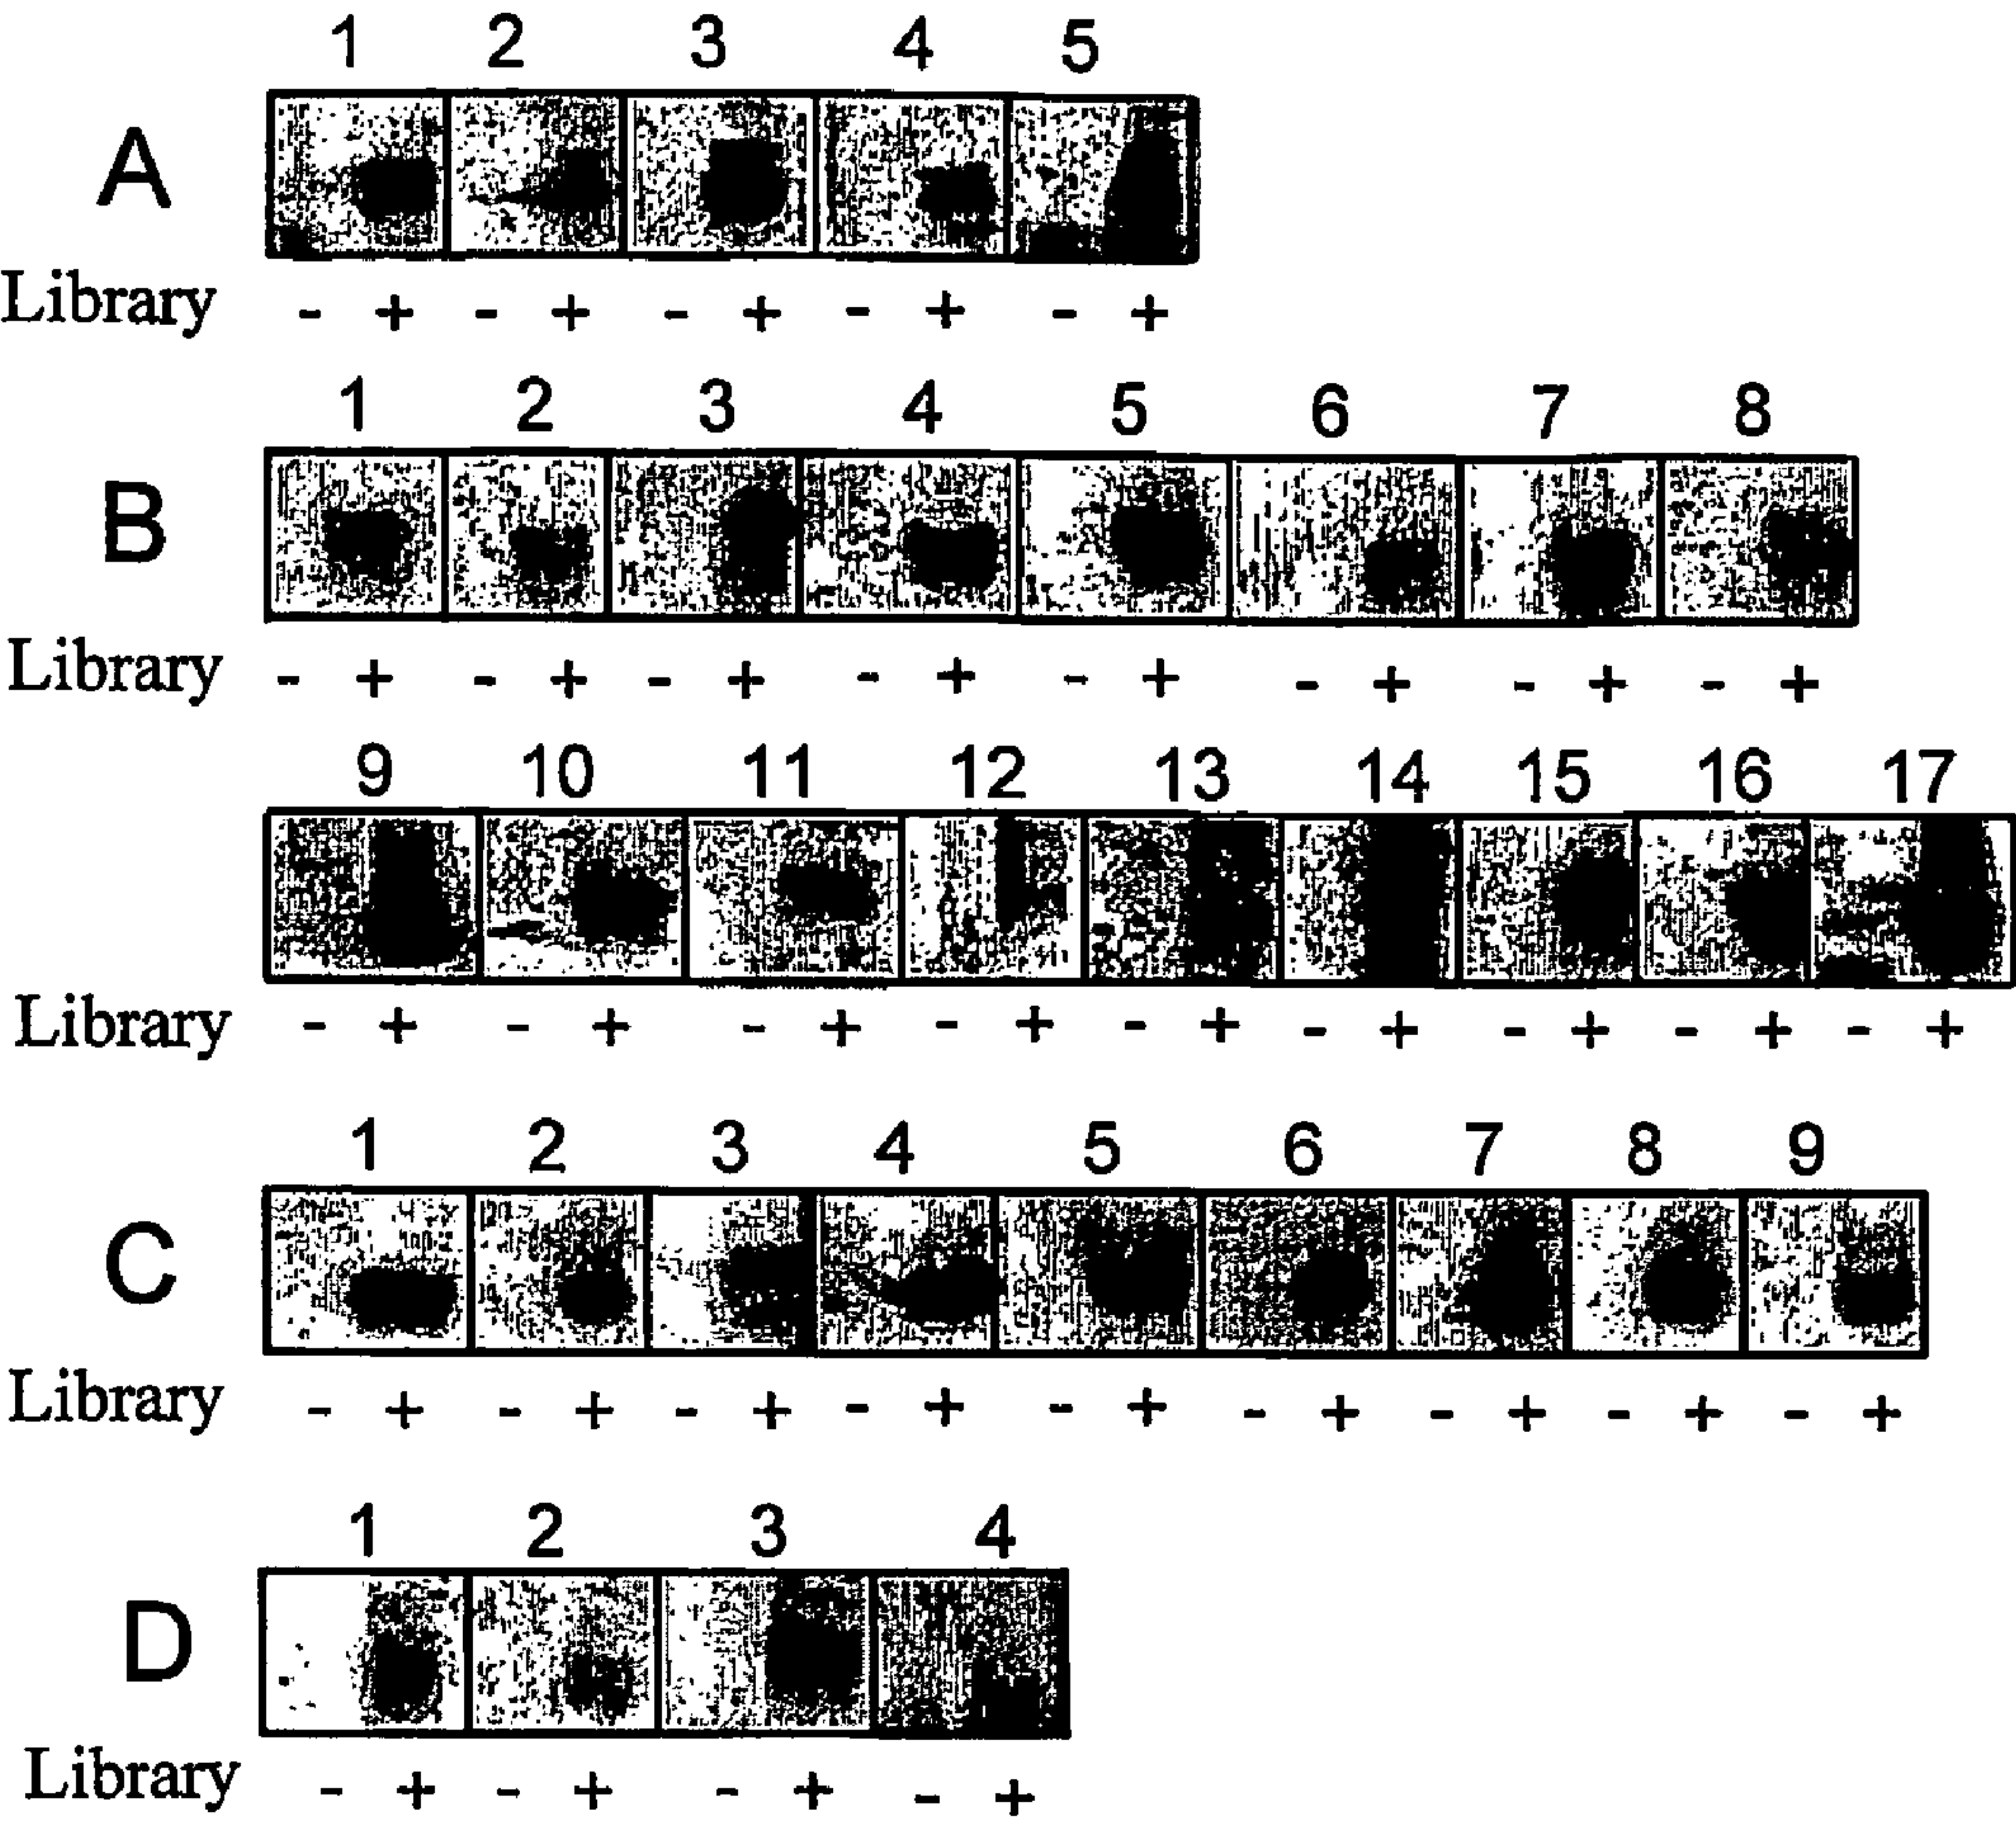 1 2 3 4 5
A
Library - + - + - + - + - +
1 2 3 4 5 6 7 8
B
Library - + - + - + - + - + - + - + - +
9 10 11 12 13 14 15 16 17
Library - + - + - + - + - + - + - + - + - +
1 2 3 4 5 6 7 8 9
C
Library - + - + - + - + - + - + - + - + - +
1 2 3 4
D
Library - + - + - + - +